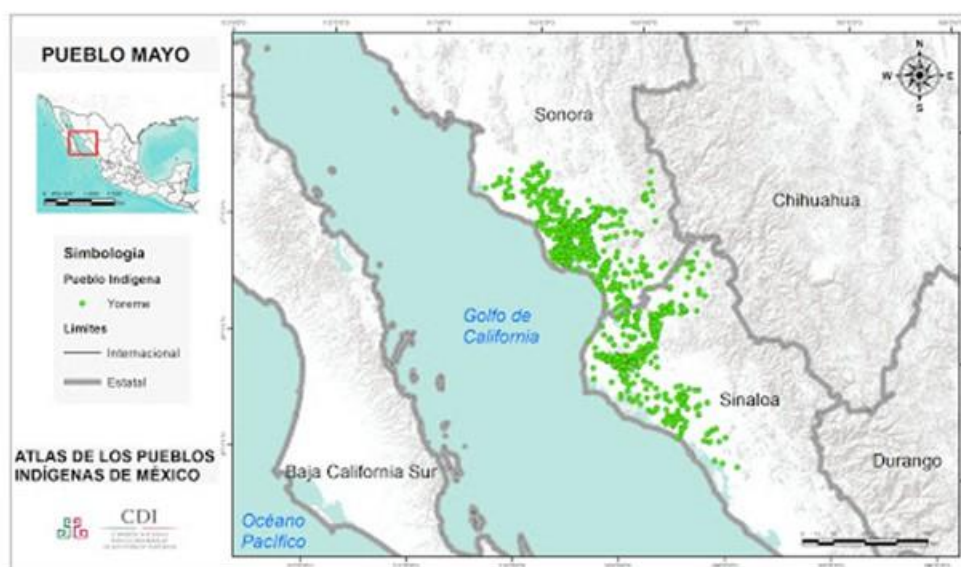 PUEBLO MAYO
Simbología
Pueblo Indígena
Yoreme
Límites
Internacional
Estatal
ATLAS DE LOS PUEBLOS
INDÍGENAS DE MÉXICO
CDI
N
W
E
S
Sonora
Chihuahua
Golfo de
California
Sinaloa
Durango
Baja California Sur
Océano
Pacífico